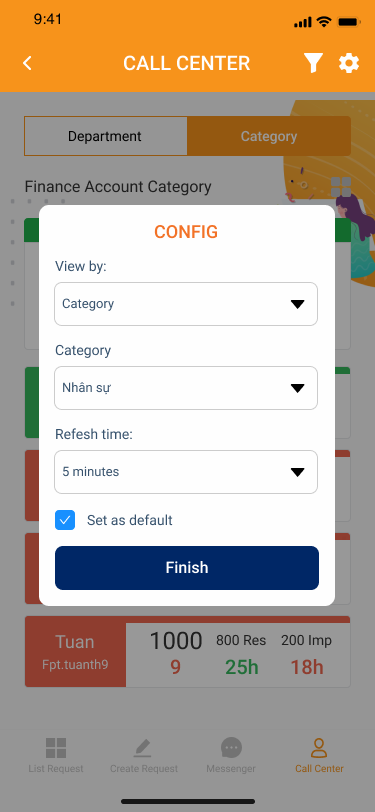 9:41
CALL CENTER
Department
Category
Finance Account Category
CONFIG
View by:
Category
Category
Nhân sự
Refesh time:
5 minutes
Set as default
Finish
Tuan
Fpt.tuanth9
1000
9
800 Res
25h
200 Imp
18h
List Request
Create Request
Messenger
Call Center